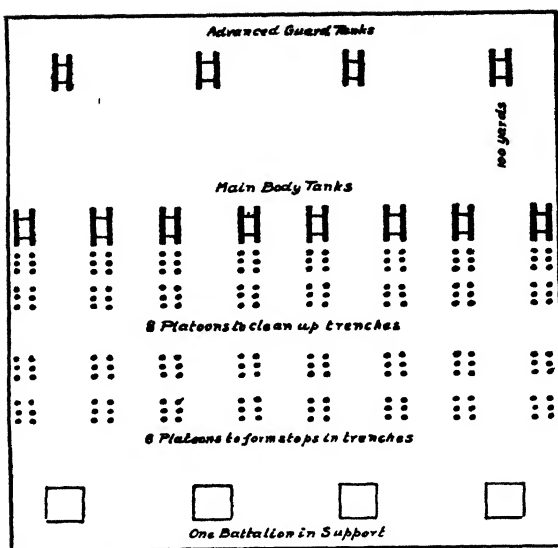 Advanced Guard Tanks
100 yards
Main Body Tanks
8 Platoons to clean up trenches
6 Platoons to form stops in trenches
One Battalion in Support